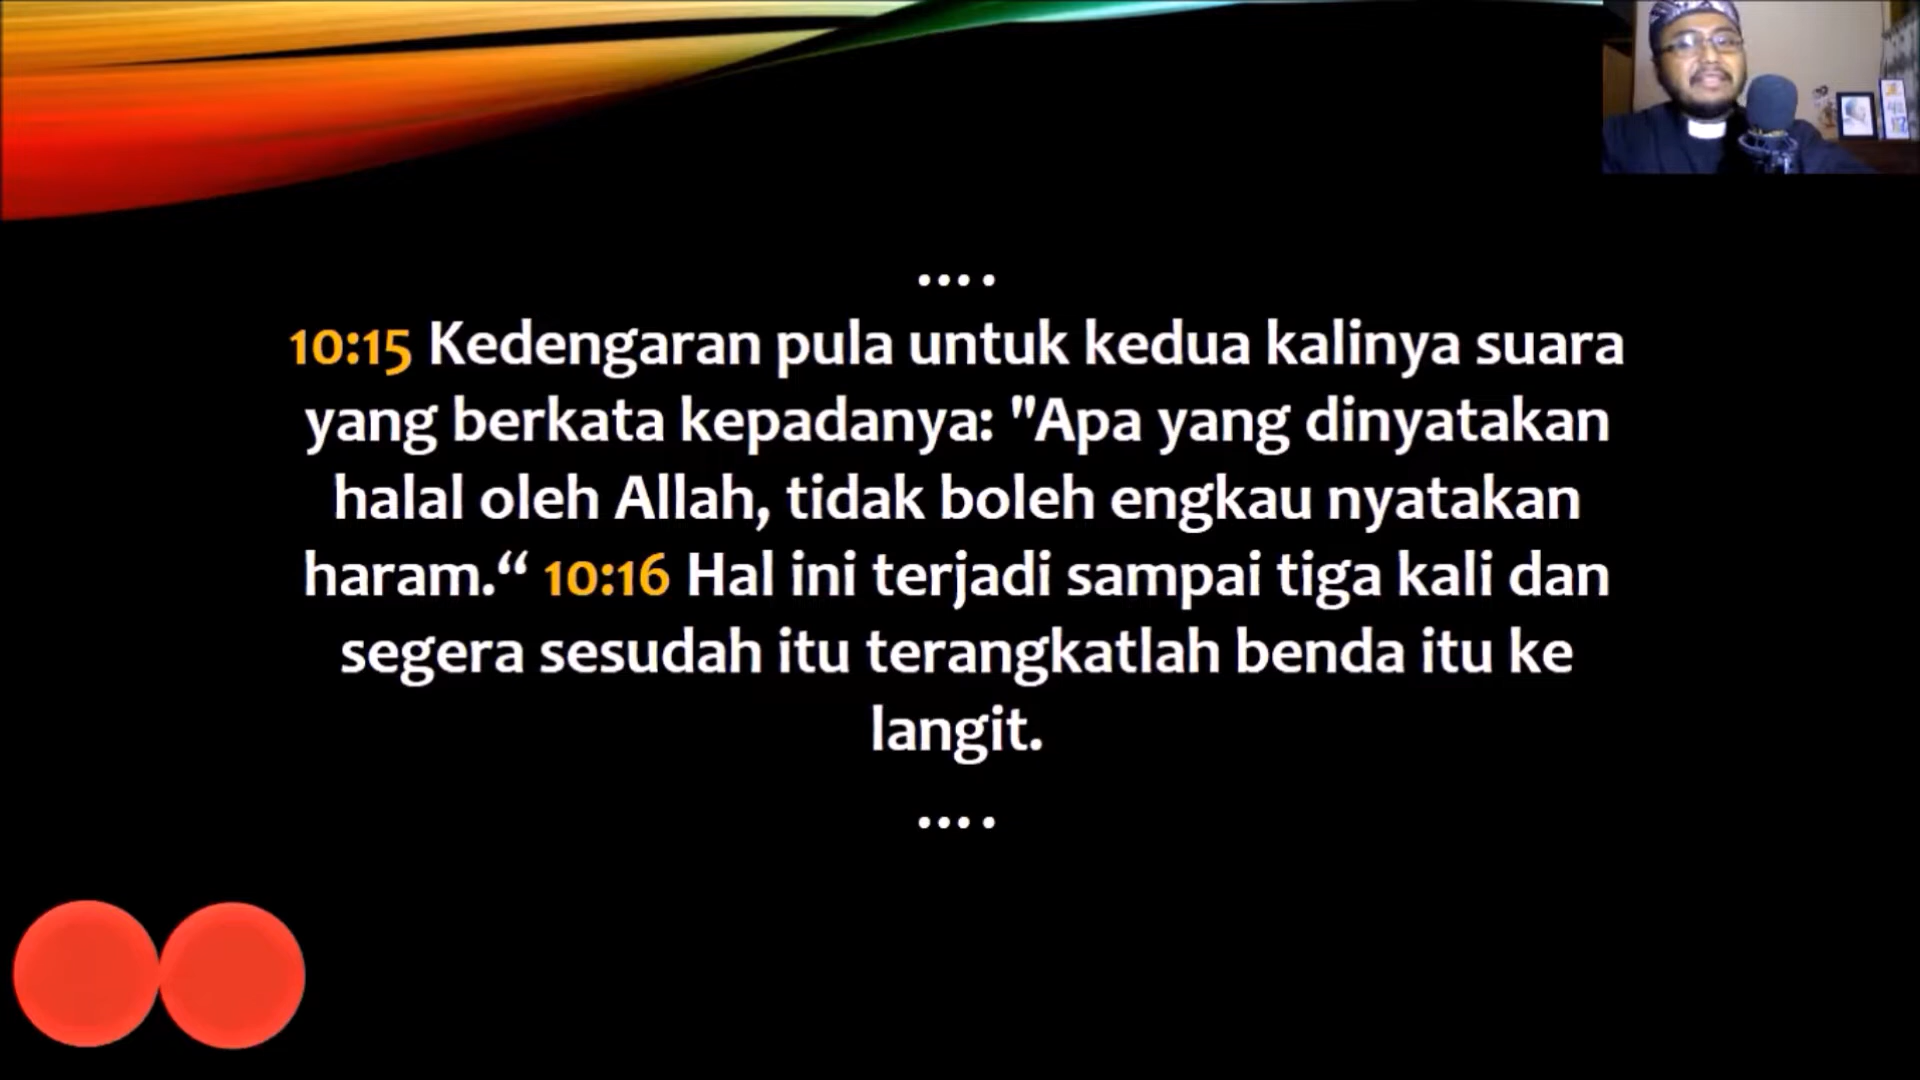 ....
10:15 Kedengaran pula untuk kedua kalinya suara
yang berkata kepadanya: "Apa yang dinyatakan
halal oleh Allah, tidak boleh engkau nyatakan
haram.“ 10:16 Hal ini terjadi sampai tiga kali dan
segera sesudah itu terangkatlah benda itu ke
langit.
....